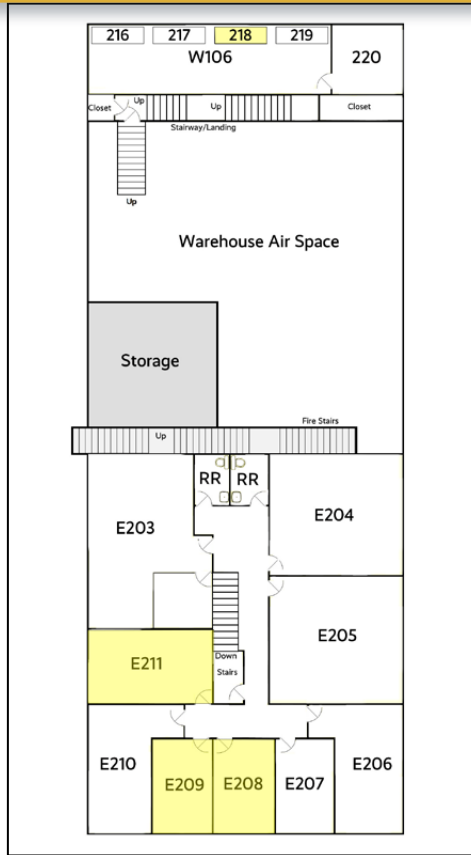 216 217 218 219
W106 220
Closet Up Up Closet
Stairway/Landing
Up
Warehouse Air Space
Storage
Fire Stairs
Up
RR RR
E203 E204
E205
E211
Down
Stairs
E210 E209 E208 E207 E206